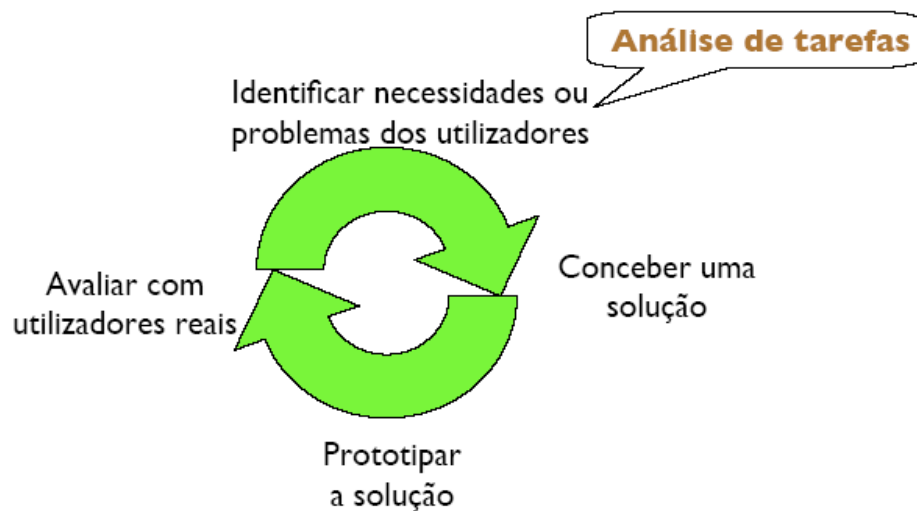 Análise de tarefas
Identificar necessidades ou
problemas dos utilizadores
Conceber uma
solução
Prototipar
a solução
Avaliar com
utilizadores reais